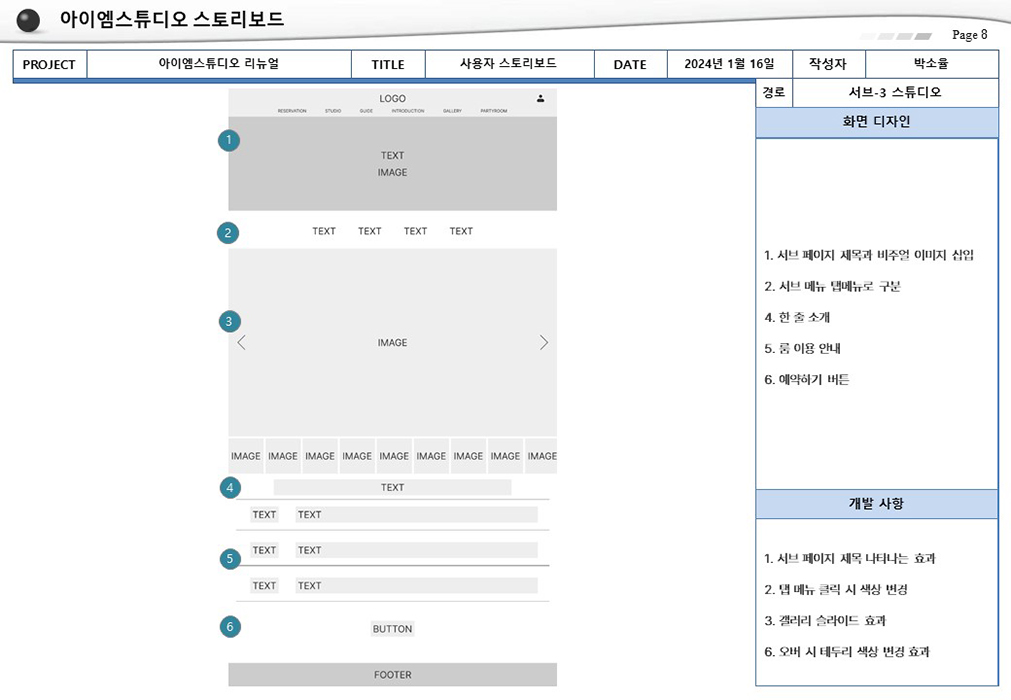 아이엠스튜디오 스토리보드
Page 8
PROJECT 아이엠스튜디오 리뉴얼 TITLE 사용자 스토리보드 DATE 2024년 1월 16일 작성자 박소율
경로 서브-3 스튜디오
LOGO
RESERVATION STUDIO GUIDE INTRODUCTION GALLERY PARTYROOM
1
TEXT
IMAGE
2
TEXT TEXT TEXT TEXT
3
IMAGE
IMAGE IMAGE IMAGE IMAGE IMAGE IMAGE IMAGE IMAGE IMAGE
4
TEXT
TEXT TEXT
5
TEXT TEXT
TEXT TEXT
6
BUTTON
FOOTER
화면 디자인
1. 서브 페이지 제목과 비주얼 이미지 삽입
2. 서브 메뉴 탭메뉴로 구분
4. 한 줄 소개
5. 룸 이용 안내
6. 예약하기 버튼
개발 사항
1. 서브 페이지 제목 나타나는 효과
2. 탭 메뉴 클릭 시 색상 변경
3. 갤러리 슬라이드 효과
6. 오버 시 테두리 색상 변경 효과